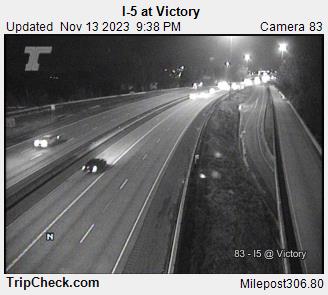 I-5 at Victory
Updated Nov 13 2023 9:38 PM Camera 83
T
N
83 - I5 @ Victory
TripCheck.com Milepost306.80